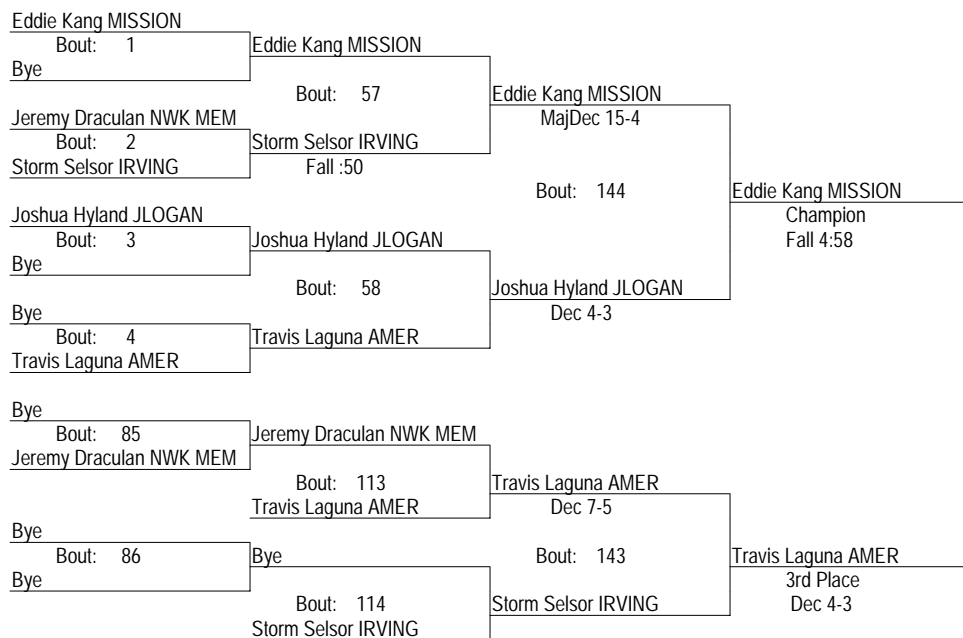 Eddie Kang MISSION
Bout: 1
Eddie Kang MISSION
Bye
Bout: 57
Eddie Kang MISSION
Jeremy Draculan NWK MEM
MajDec 15-4
Bout: 2
Storm Selsor IRVING
Storm Selsor IRVING
Fall :50
Bout: 144
Eddie Kang MISSION
Joshua Hyland JLOGAN
Champion
Bout: 3
Joshua Hyland JLOGAN
Fall 4:58
Bye
Bout: 58
Joshua Hyland JLOGAN
Bye
Dec 4-3
Bout: 4
Travis Laguna AMER
Travis Laguna AMER
Bye
Bout: 85
Jeremy Draculan NWK MEM
Jeremy Draculan NWK MEM
Bout: 113
Travis Laguna AMER
Travis Laguna AMER
Dec 7-5
Bye
Bout: 86
Bye
Bout: 143
Travis Laguna AMER
Bye
3rd Place
Bout: 114
Storm Selsor IRVING
Dec 4-3
Storm Selsor IRVING